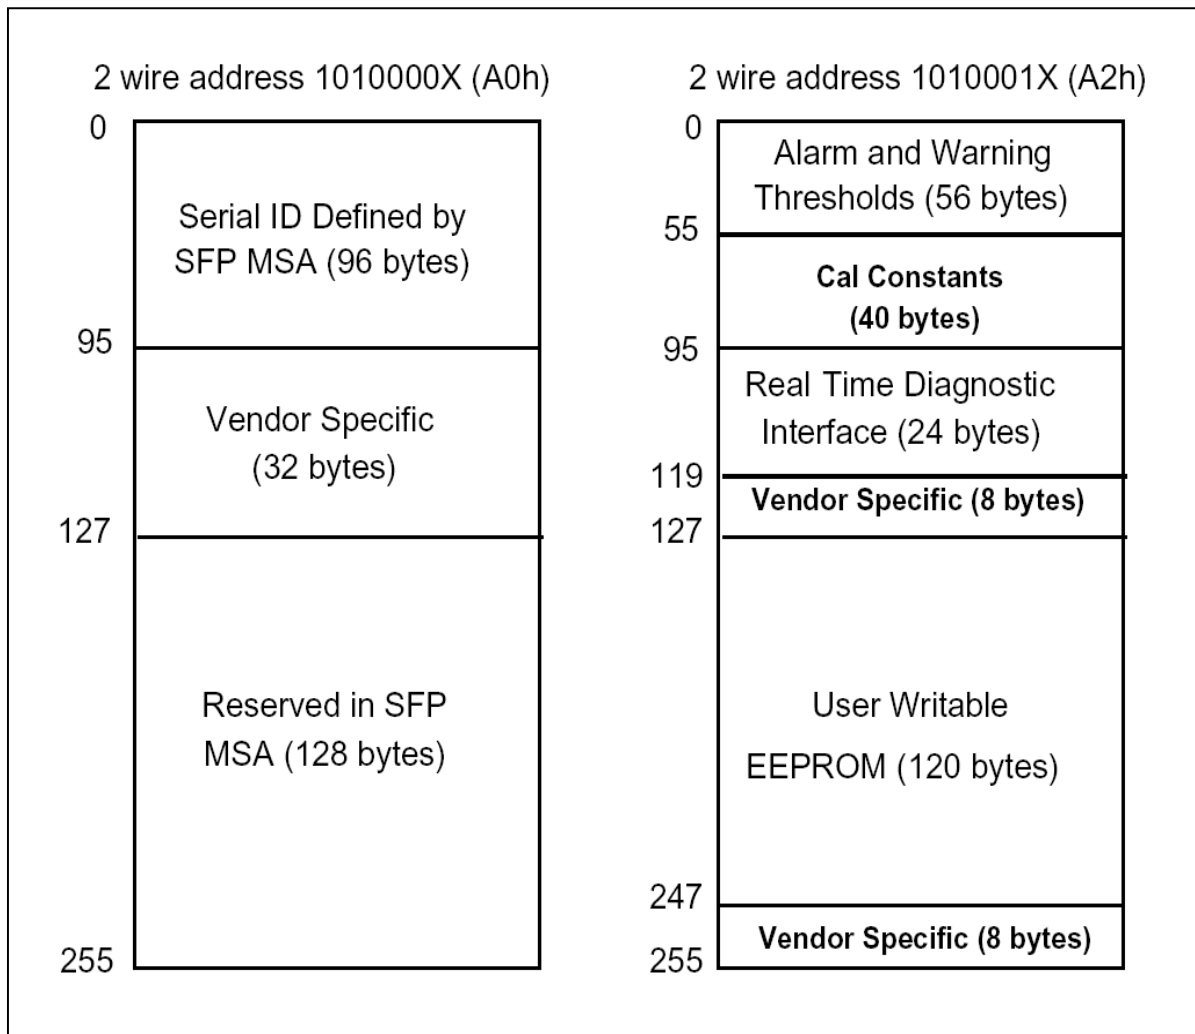 2 wire address 1010000X (A0h)
0
Serial ID Defined by
SFP MSA (96 bytes)
95
Vendor Specific
(32 bytes)
127
Reserved in SFP
MSA (128 bytes)
255
2 wire address 1010001X (A2h)
0
Alarm and Warning
Thresholds (56 bytes)
55
Cal Constants
(40 bytes)
95
Real Time Diagnostic
Interface (24 bytes)
119
Vendor Specific (8 bytes)
127
User Writable
EEPROM (120 bytes)
247
Vendor Specific (8 bytes)
255